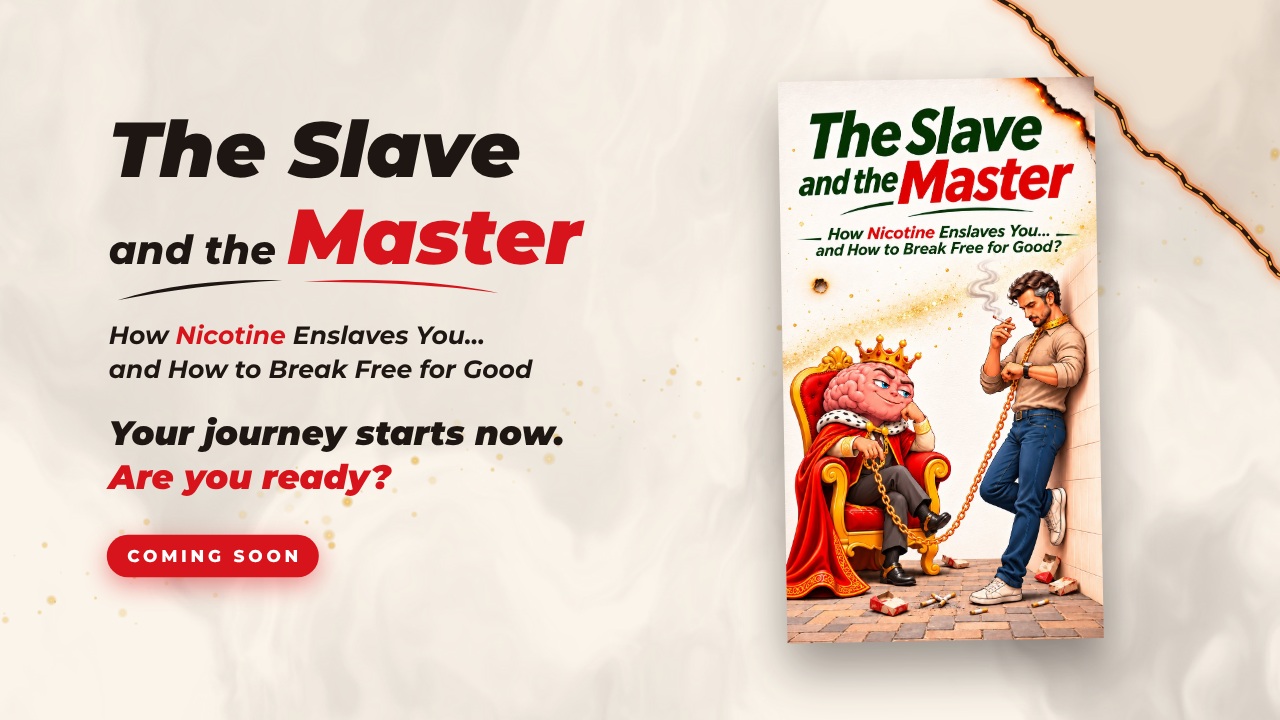 The Slave
and the Master
How Nicotine Enslaves You...
and How to Break Free for Good
Your journey starts now.
Are you ready?
COMING SOON
The Slave
and the Master
How Nicotine Enslaves You...
and How to Break Free for Good?